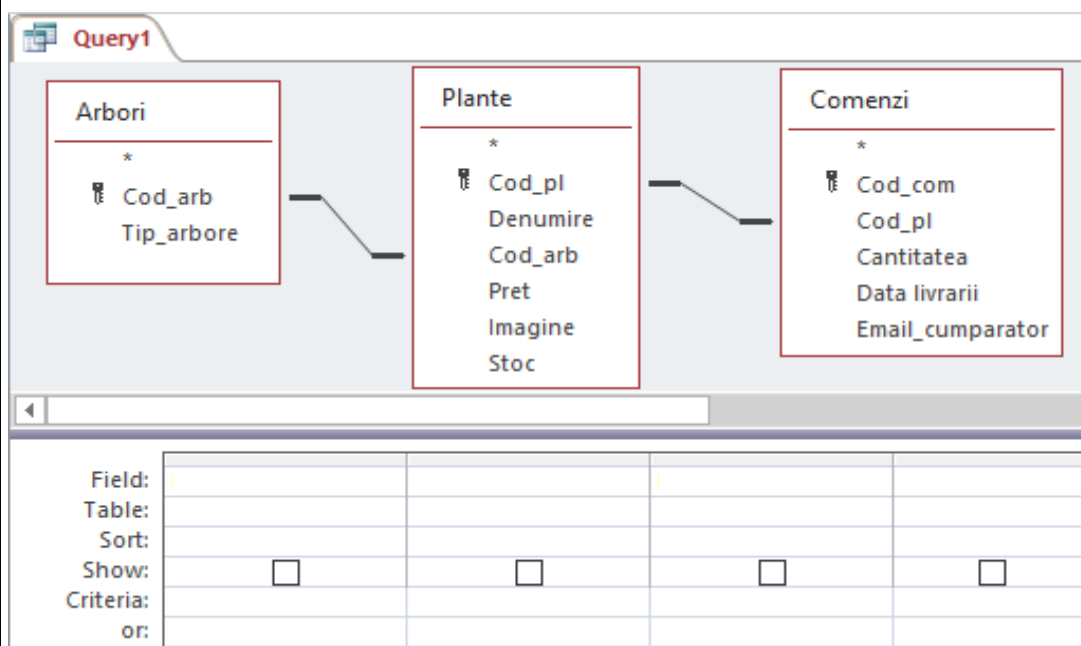 Query1
Arbori
*
Cod_arb
Tip_arbore
Plante
*
Cod_pl
Denumire
Cod_arb
Pret
Imagine
Stoc
Comenzi
*
Cod_com
Cod_pl
Cantitatea
Data livrarii
Email_cumparator
Field:
Table:
Sort:
Show:
Criteria:
or: